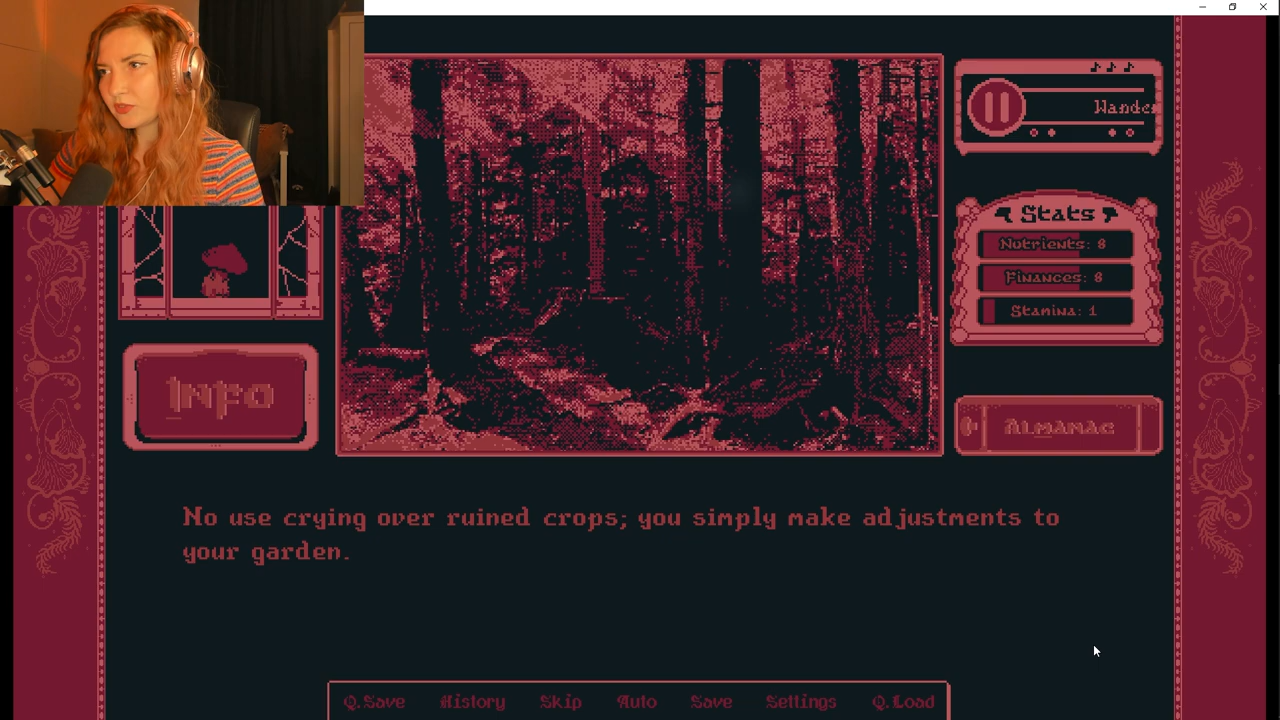 Wande
Stats
Nutrients: 8
Finances: 8
Stamina: 1
Info
Almanac
No use crying over ruined crops; you simply make adjustments to
your garden.
Q.Save History Skip Auto Save Settings Q.Load